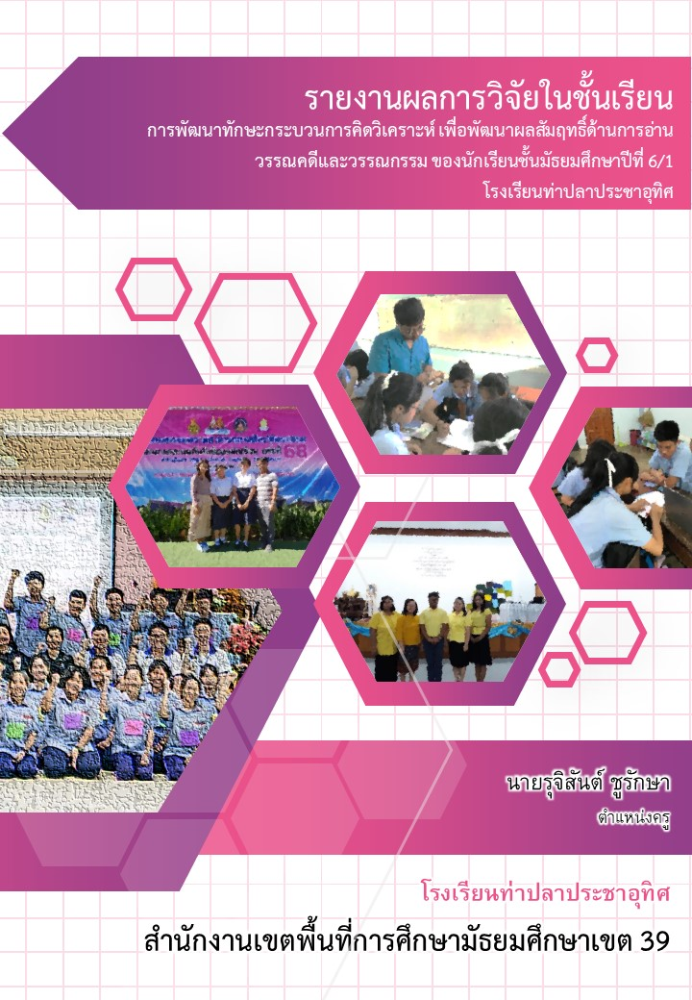 รายงานผลการวิจัยในชั้นเรียน
การพัฒนาทักษะกระบวนการคิดวิเคราะห์ เพื่อพัฒนาผลสัมฤทธิ์ด้านการอ่าน
วรรณคดีและวรรณกรรม ของนักเรียนชั้นมัธยมศึกษาปีที่ 6/1
โรงเรียนท่าปลาประชาอุทิศ
68
นายรุจิสันต์ ชูรักษา
ตำแหน่งครู
โรงเรียนท่าปลาประชาอุทิศ
สำนักงานเขตพื้นที่การศึกษามัธยมศึกษาเขต 39